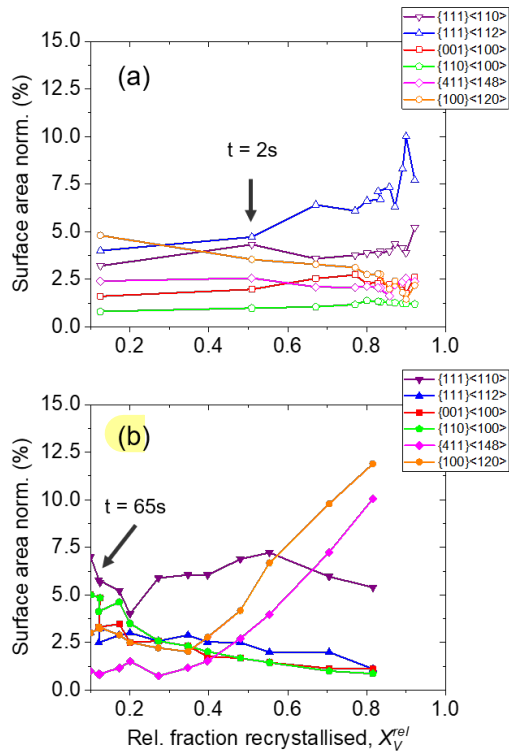 {111}<110>
{111}<112>
{001}<100>
{110}<100>
{411}<148>
{100}<120>
(a)
t = 2s
Surface area norm. (%)
15.0
12.5
10.0
7.5
5.0
2.5
0.0
0.2 0.4 0.6 0.8 1.0
{111}<110>
{111}<112>
{001}<100>
{110}<100>
{411}<148>
{100}<120>
(b)
t = 65s
Surface area norm. (%)
15.0
12.5
10.0
7.5
5.0
2.5
0.0
0.2 0.4 0.6 0.8 1.0
Rel. fraction recrystallised, X_V^rel